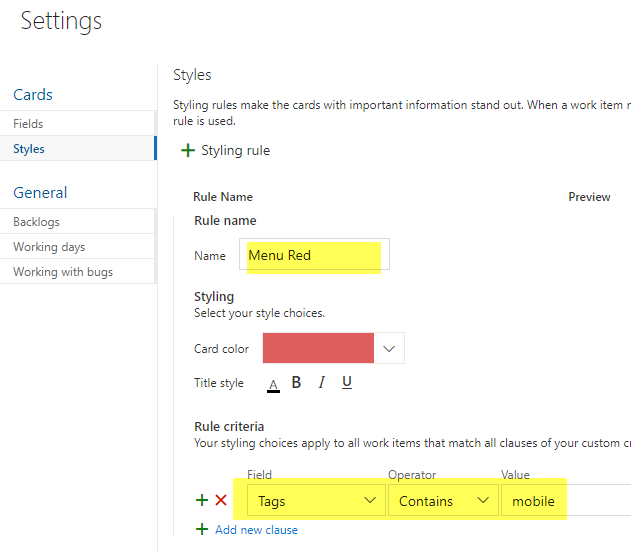 Settings
Cards
Fields
Styles
General
Backlogs
Working days
Working with bugs
Styles
Styling rules make the cards with important information stand out. When a work item
rule is used.
+ Styling rule
Rule Name Preview
Rule name
Name Menu Red
Styling
Select your style choices.
Card color
Title style A B I U
Rule criteria
Your styling choices apply to all work items that match all clauses of your custom
Field Operator Value
Tags Contains mobile
+ Add new clause